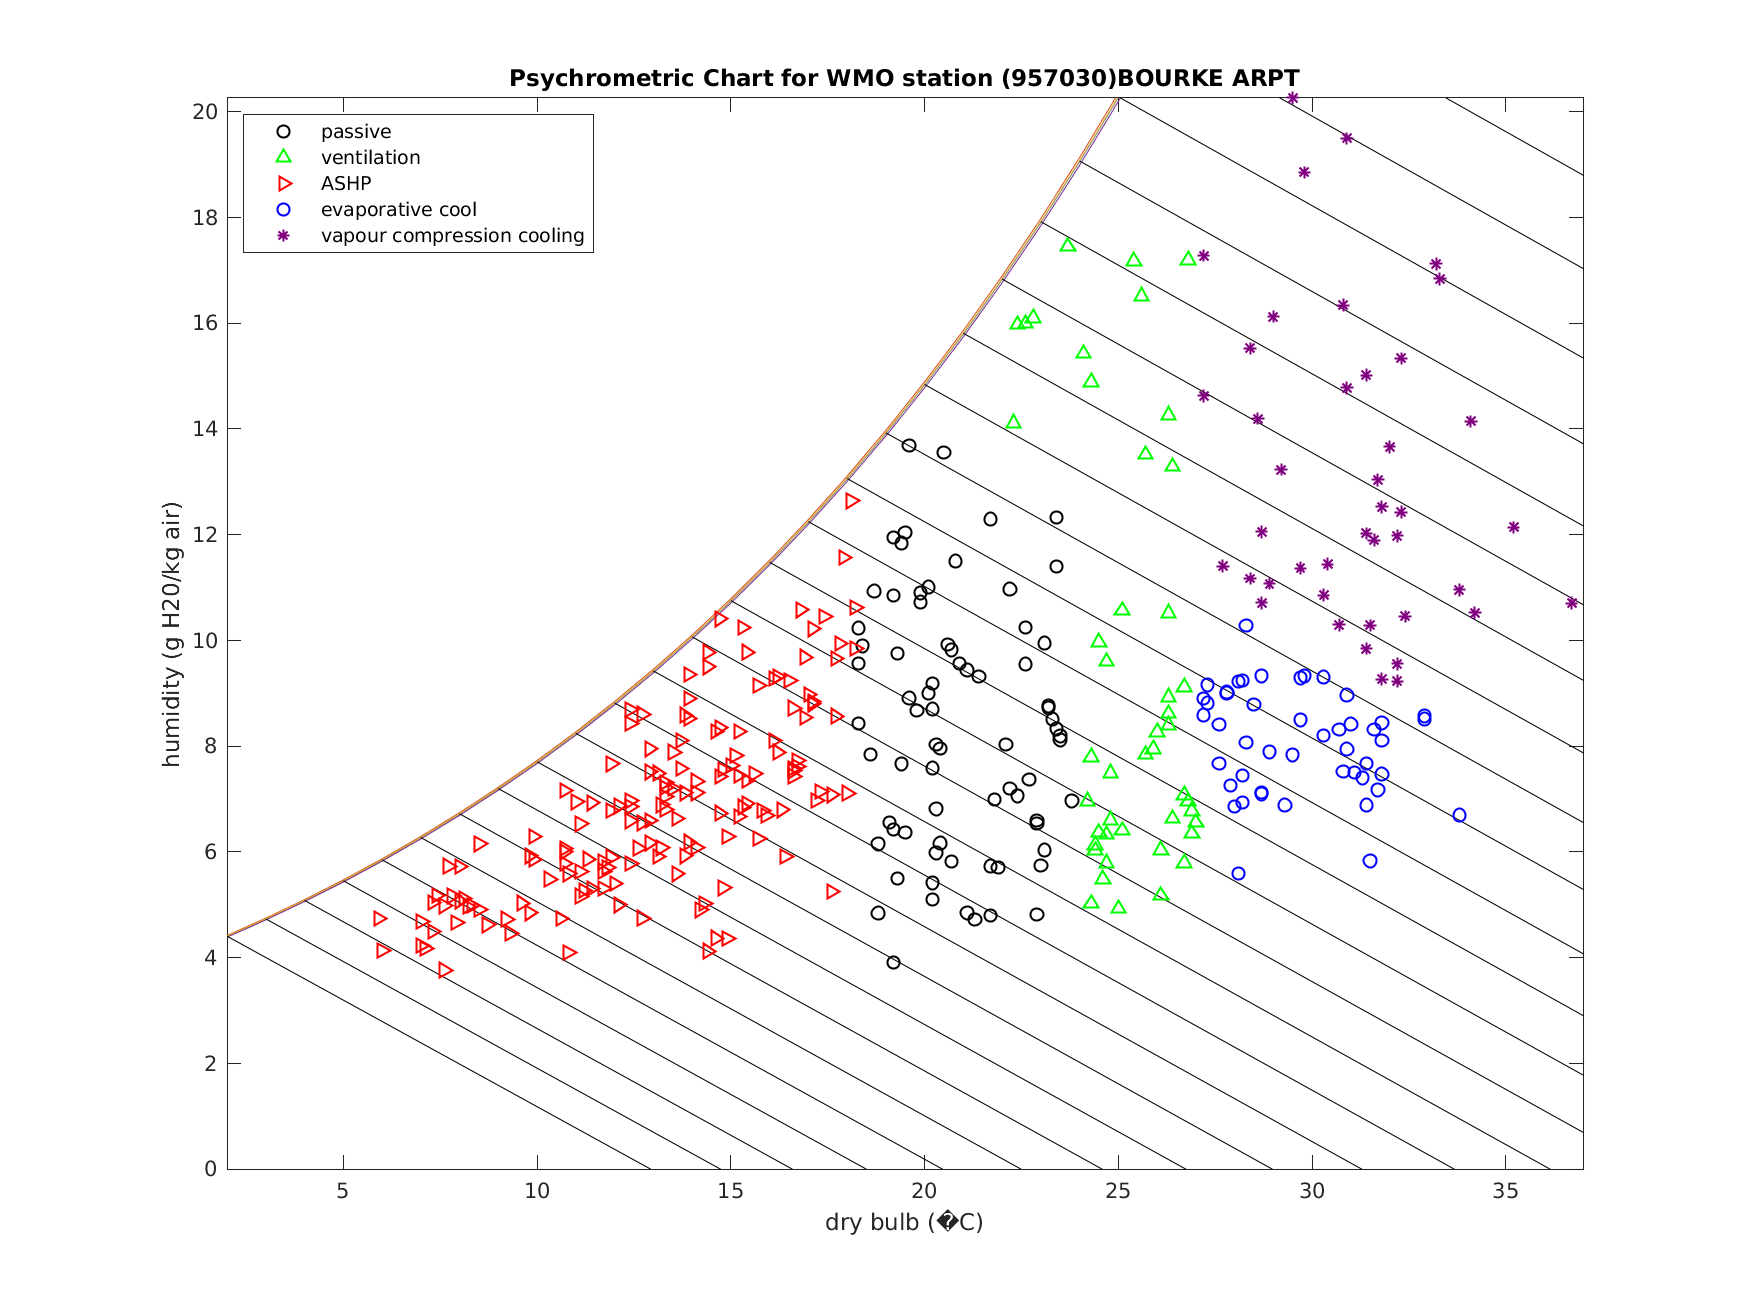 Psychrometric Chart for WMO station (957030)BOURKE ARPT
20
18
16
14
12
10
8
6
4
2
0
passive
ventilation
ASHP
evaporative cool
vapour compression cooling
humidity (g H20/kg air)
5 10 15 20 25 30 35
dry bulb (�C)